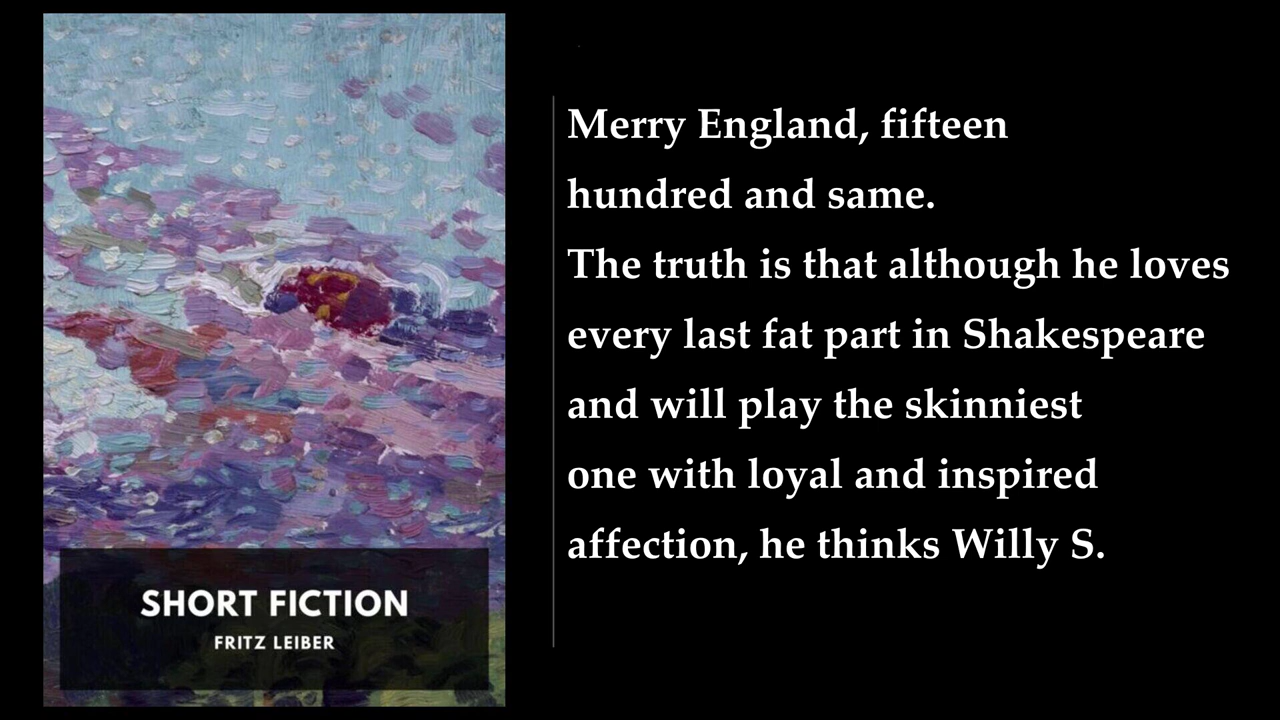 SHORT FICTION
FRITZ LEIBER
Merry England, fifteen
hundred and same.
The truth is that although he loves
every last fat part in Shakespeare
and will play the skinniest
one with loyal and inspired
affection, he thinks Willy S.